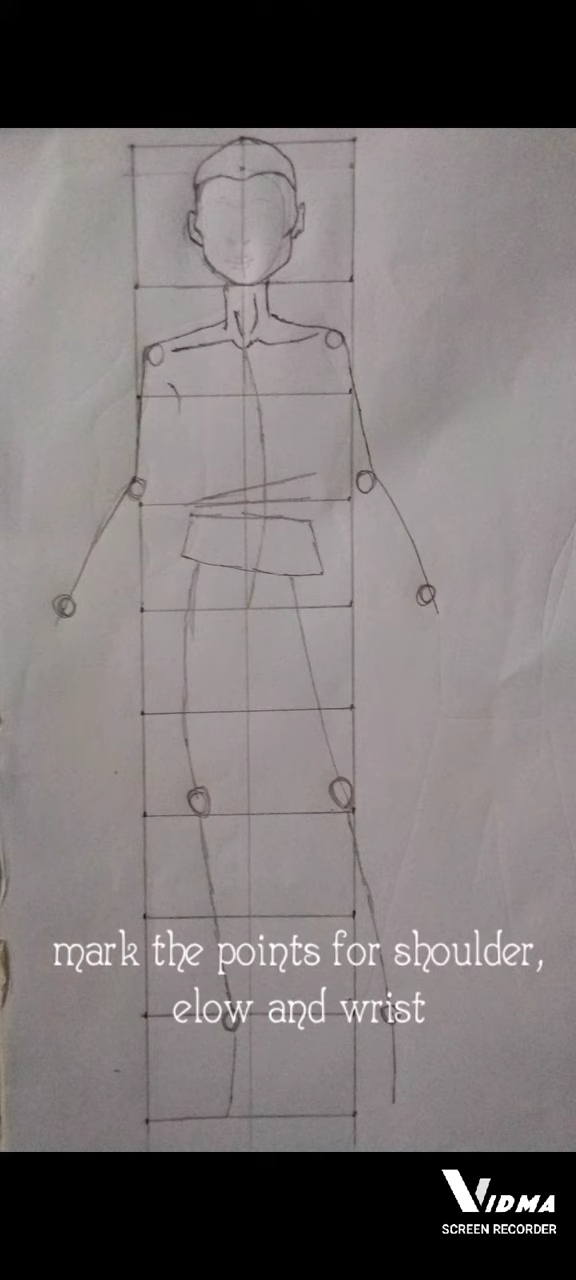 mark the points for shoulder,
elow and wrist
VIDMA
SCREEN RECORDER